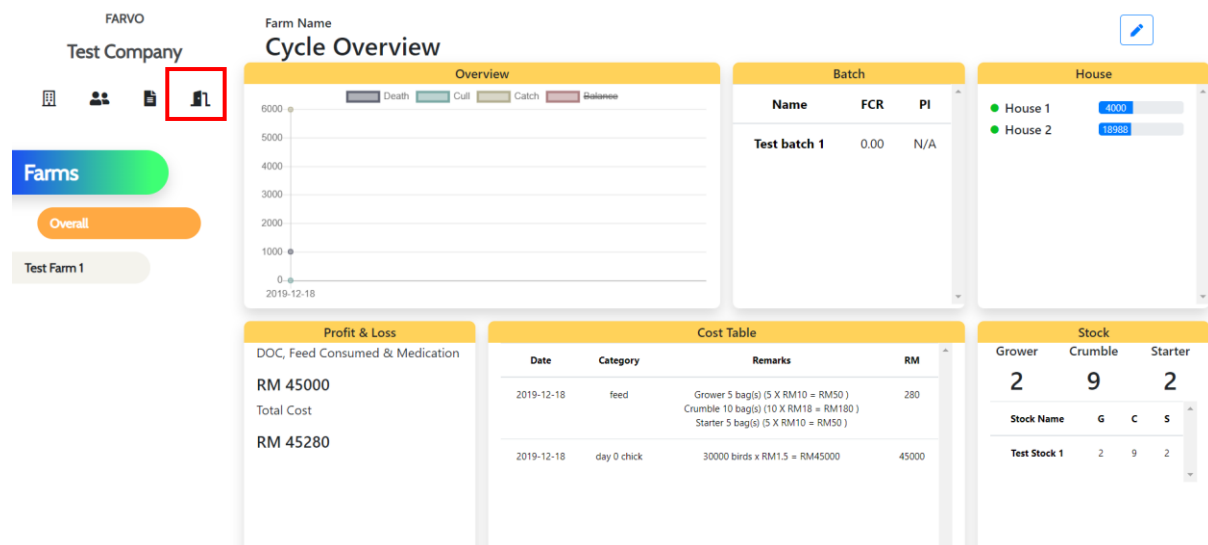 FARVO
Test Company
Farms
Overall
Test Farm 1
Farm Name
Cycle Overview
Overview
Death Cull Catch Balance
6000
5000
4000
3000
2000
1000
0
2019-12-18
Batch
Name FCR PI
Test batch 1 0.00 N/A
House
House 1 4000
House 2 18988
Profit & Loss
DOC, Feed Consumed & Medication
RM 45000
Total Cost
RM 45280
Cost Table
Date Category Remarks RM
2019-12-18 feed Grower 5 bag(s) (5 X RM10 = RM50 ) 280
Crumble 10 bag(s) (10 X RM18 = RM180 )
Starter 5 bag(s) (5 X RM10 = RM50 )
2019-12-18 day 0 chick 30000 birds x RM1.5 = RM45000 45000
Stock
Grower Crumble Starter
2 9 2
Stock Name G C S
Test Stock 1 2 9 2